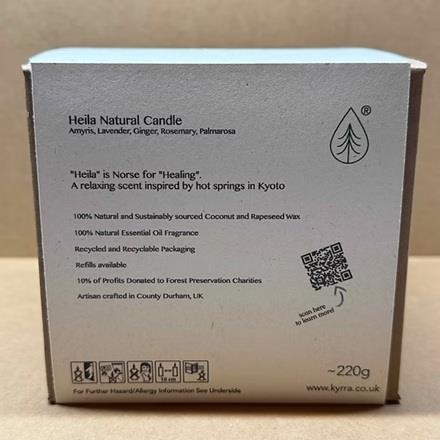 Heila Natural Candle
Amyris, Lavender, Ginger, Rosemary, Palmarosa
®
"Heila" is Norse for "Healing".
A relaxing scent inspired by hot springs in Kyoto
100% Natural and Sustainably sourced Coconut and Rapeseed Wax
100% Natural Essential Oil Fragrance
Recycled and Recyclable Packaging
Refills available
10% of Profits Donated to Forest Preservation Charities
Artisan crafted in County Durham, UK
scan here
to learn more!
10 cm
For Further Hazard/Allergy Information See Underside
~220g
www.kyrra.co.uk